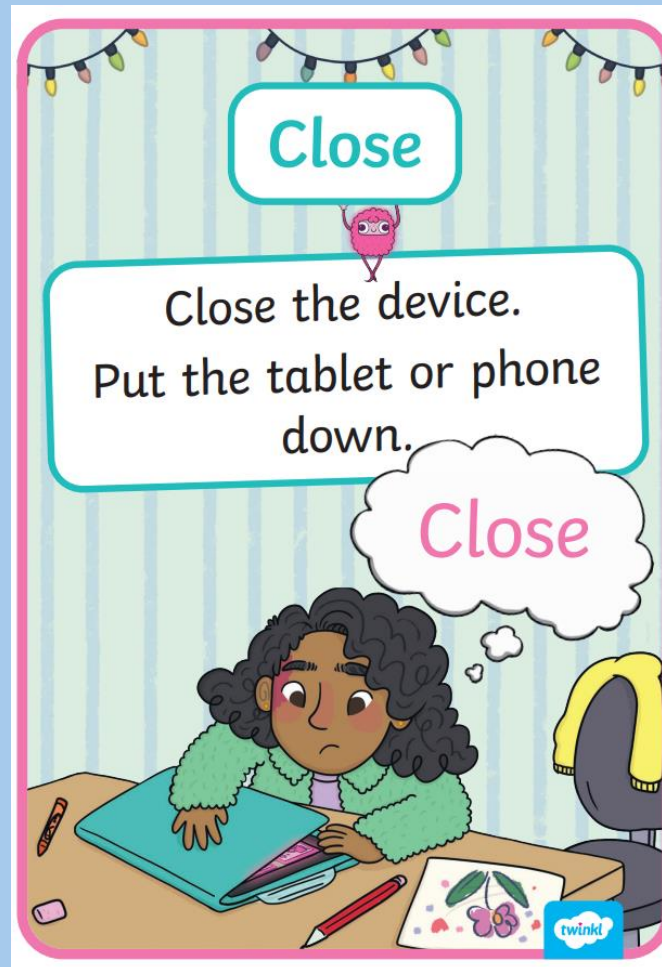 Close
Close the device.
Put the tablet or phone
down.
Close
twinkl